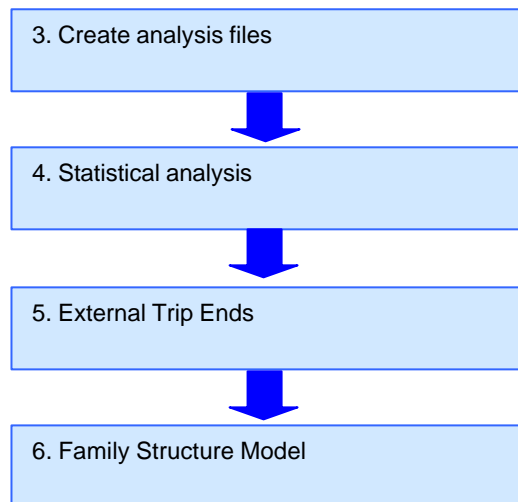 3. Create analysis files
4. Statistical analysis
5. External Trip Ends
6. Family Structure Model